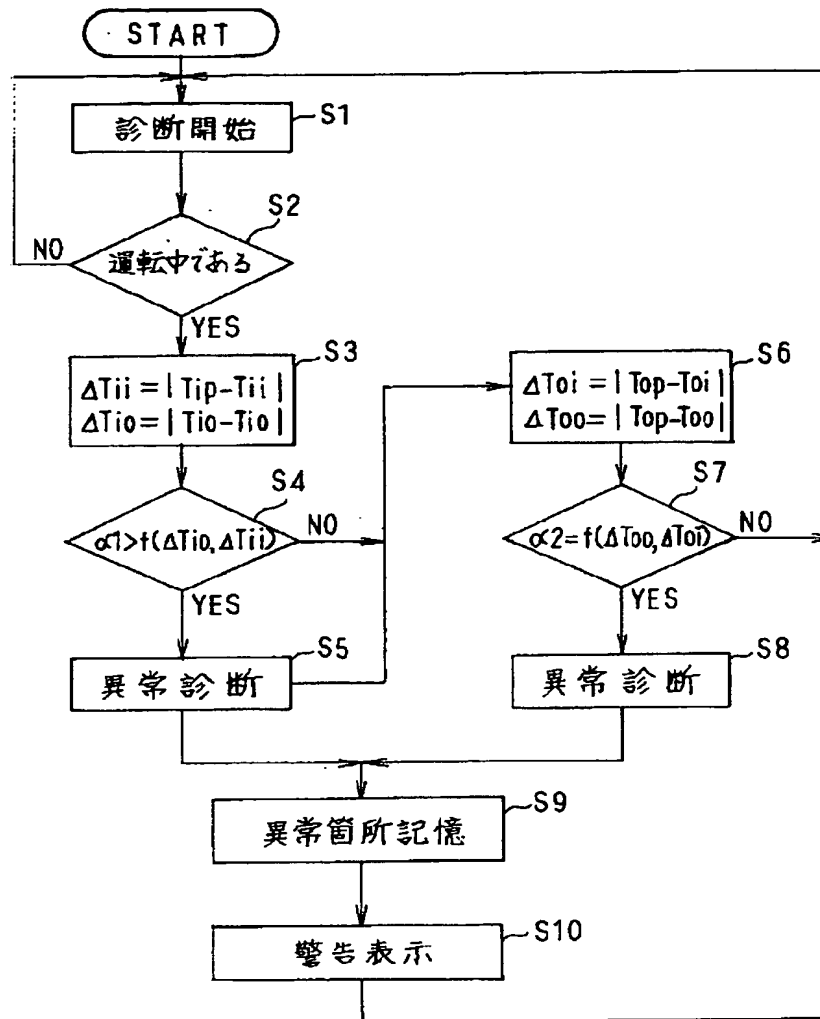 START
診断開始
S1
S2
運転中である
NO
YES
S3
ΔTii=|Tip-Tii|
ΔTio=|Tio-Tio|
S4
α1>f(ΔTio,ΔTii)
NO
YES
S5
異常診断
S6
ΔToi=|Top-Toi|
ΔToo=|Top-Too|
S7
α2=f(ΔToo,ΔToi)
NO
YES
S8
異常診断
S9
異常箇所記憶
S10
警告表示